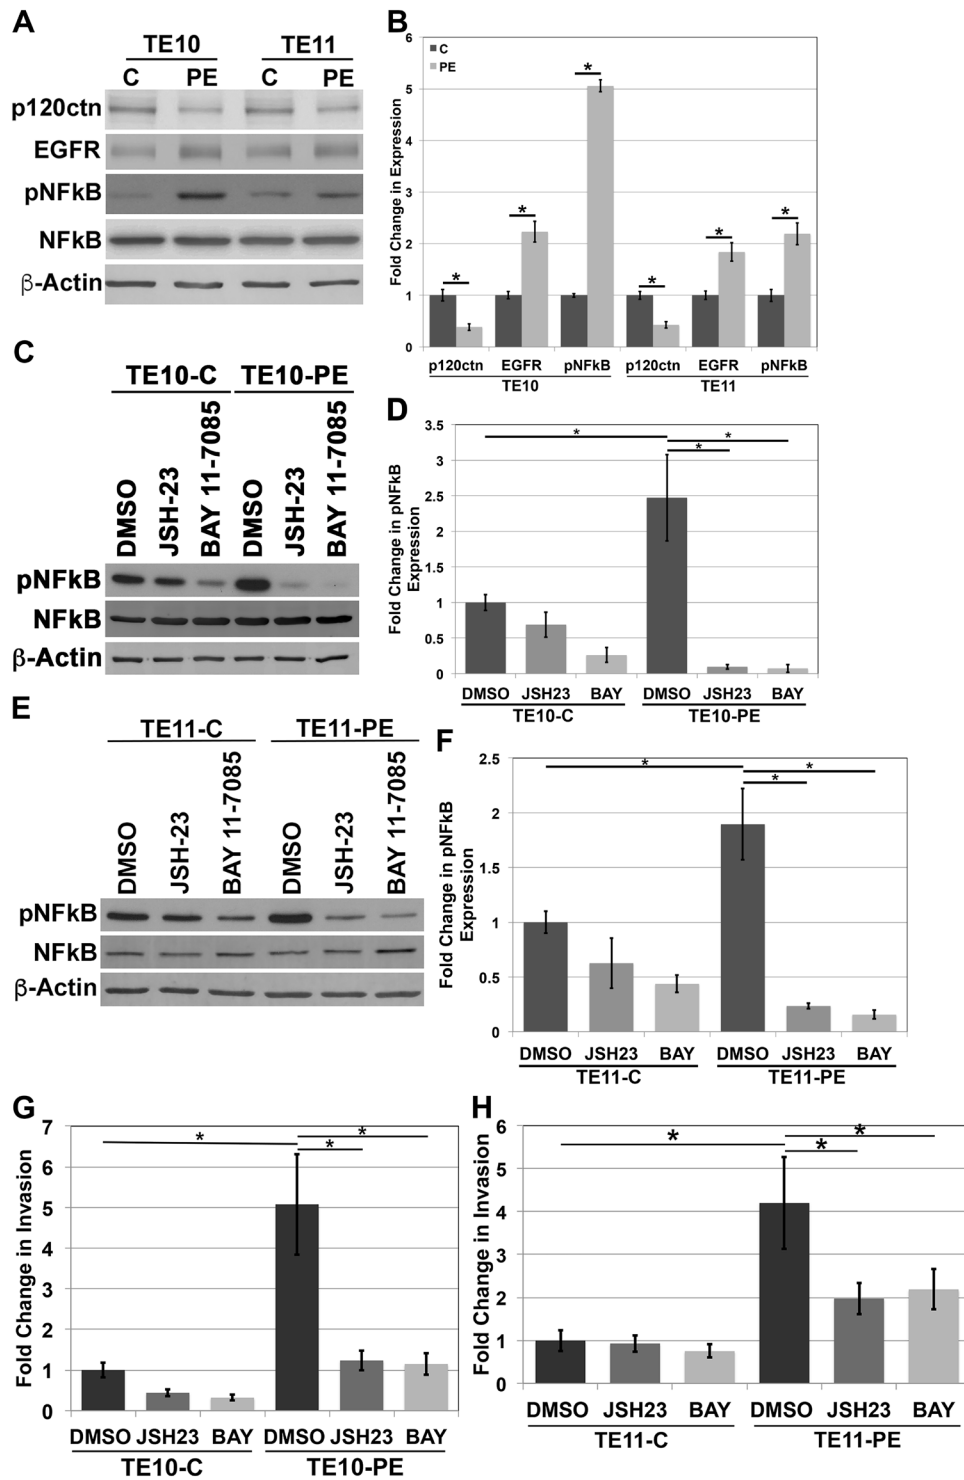 A
TE10 TE11
C PE C PE
p120ctn
EGFR
pNFkB
NFkB
β-Actin
B
Fold Change in Expression
6
5
4
3
2
1
0
C
PE
* * * * * *
p120ctn EGFR pNFkB p120ctn EGFR pNFkB
TE10 TE11
C
TE10-C TE10-PE
DMSO JSH-23 BAY 11-7085 DMSO JSH-23 BAY 11-7085
pNFkB
NFkB
β-Actin
D
Fold Change in pNFkB
Expression
3.5
3
2.5
2
1.5
1
0.5
0
* * *
DMSO JSH23 BAY DMSO JSH23 BAY
TE10-C TE10-PE
E
TE11-C TE11-PE
DMSO JSH-23 BAY 11-7085 DMSO JSH-23 BAY 11-7085
pNFkB
NFkB
β-Actin
F
Fold Change in pNFkB
Expression
2.5
2
1.5
1
0.5
0
* * *
DMSO JSH23 BAY DMSO JSH23 BAY
TE11-C TE11-PE
G
Fold Change in Invasion
7
6
5
4
3
2
1
0
* * *
DMSO JSH23 BAY DMSO JSH23 BAY
TE10-C TE10-PE
H
Fold Change in Invasion
6
5
4
3
2
1
0
* * *
DMSO JSH23 BAY DMSO JSH23 BAY
TE11-C TE11-PE